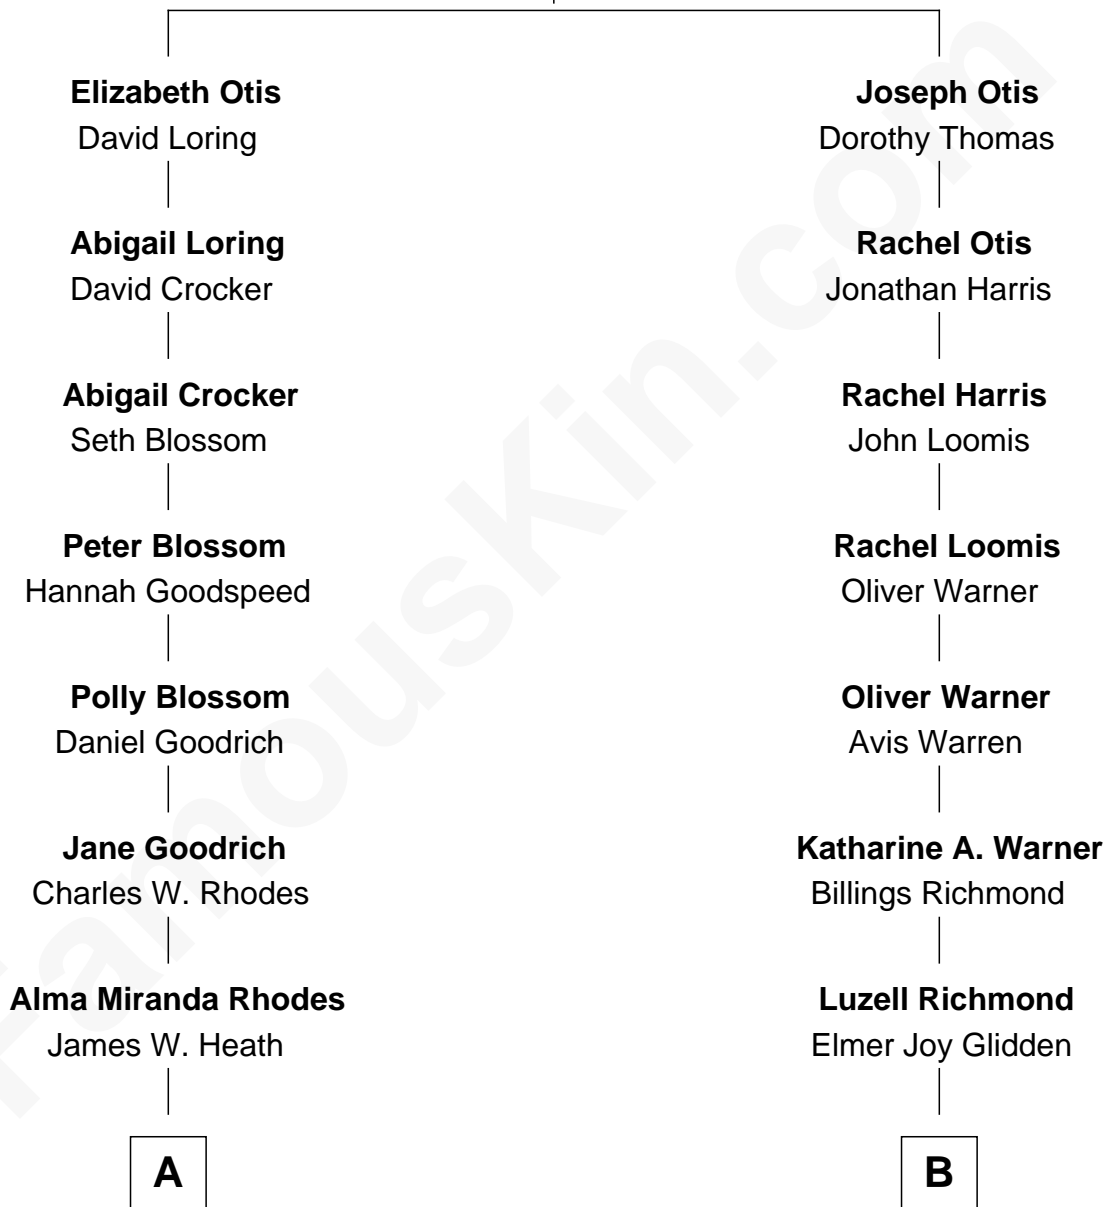 Elizabeth Otis
David Loring
Abigail Loring
David Crocker
Abigail Crocker
Seth Blossom
Peter Blossom
Hannah Goodspeed
Polly Blossom
Daniel Goodrich
Jane Goodrich
Charles W. Rhodes
Alma Miranda Rhodes
James W. Heath
A
Joseph Otis
Dorothy Thomas
Rachel Otis
Jonathan Harris
Rachel Harris
John Loomis
Rachel Loomis
Oliver Warner
Oliver Warner
Avis Warren
Katharine A. Warner
Billings Richmond
Luzell Richmond
Elmer Joy Glidden
B
FamousKin.com